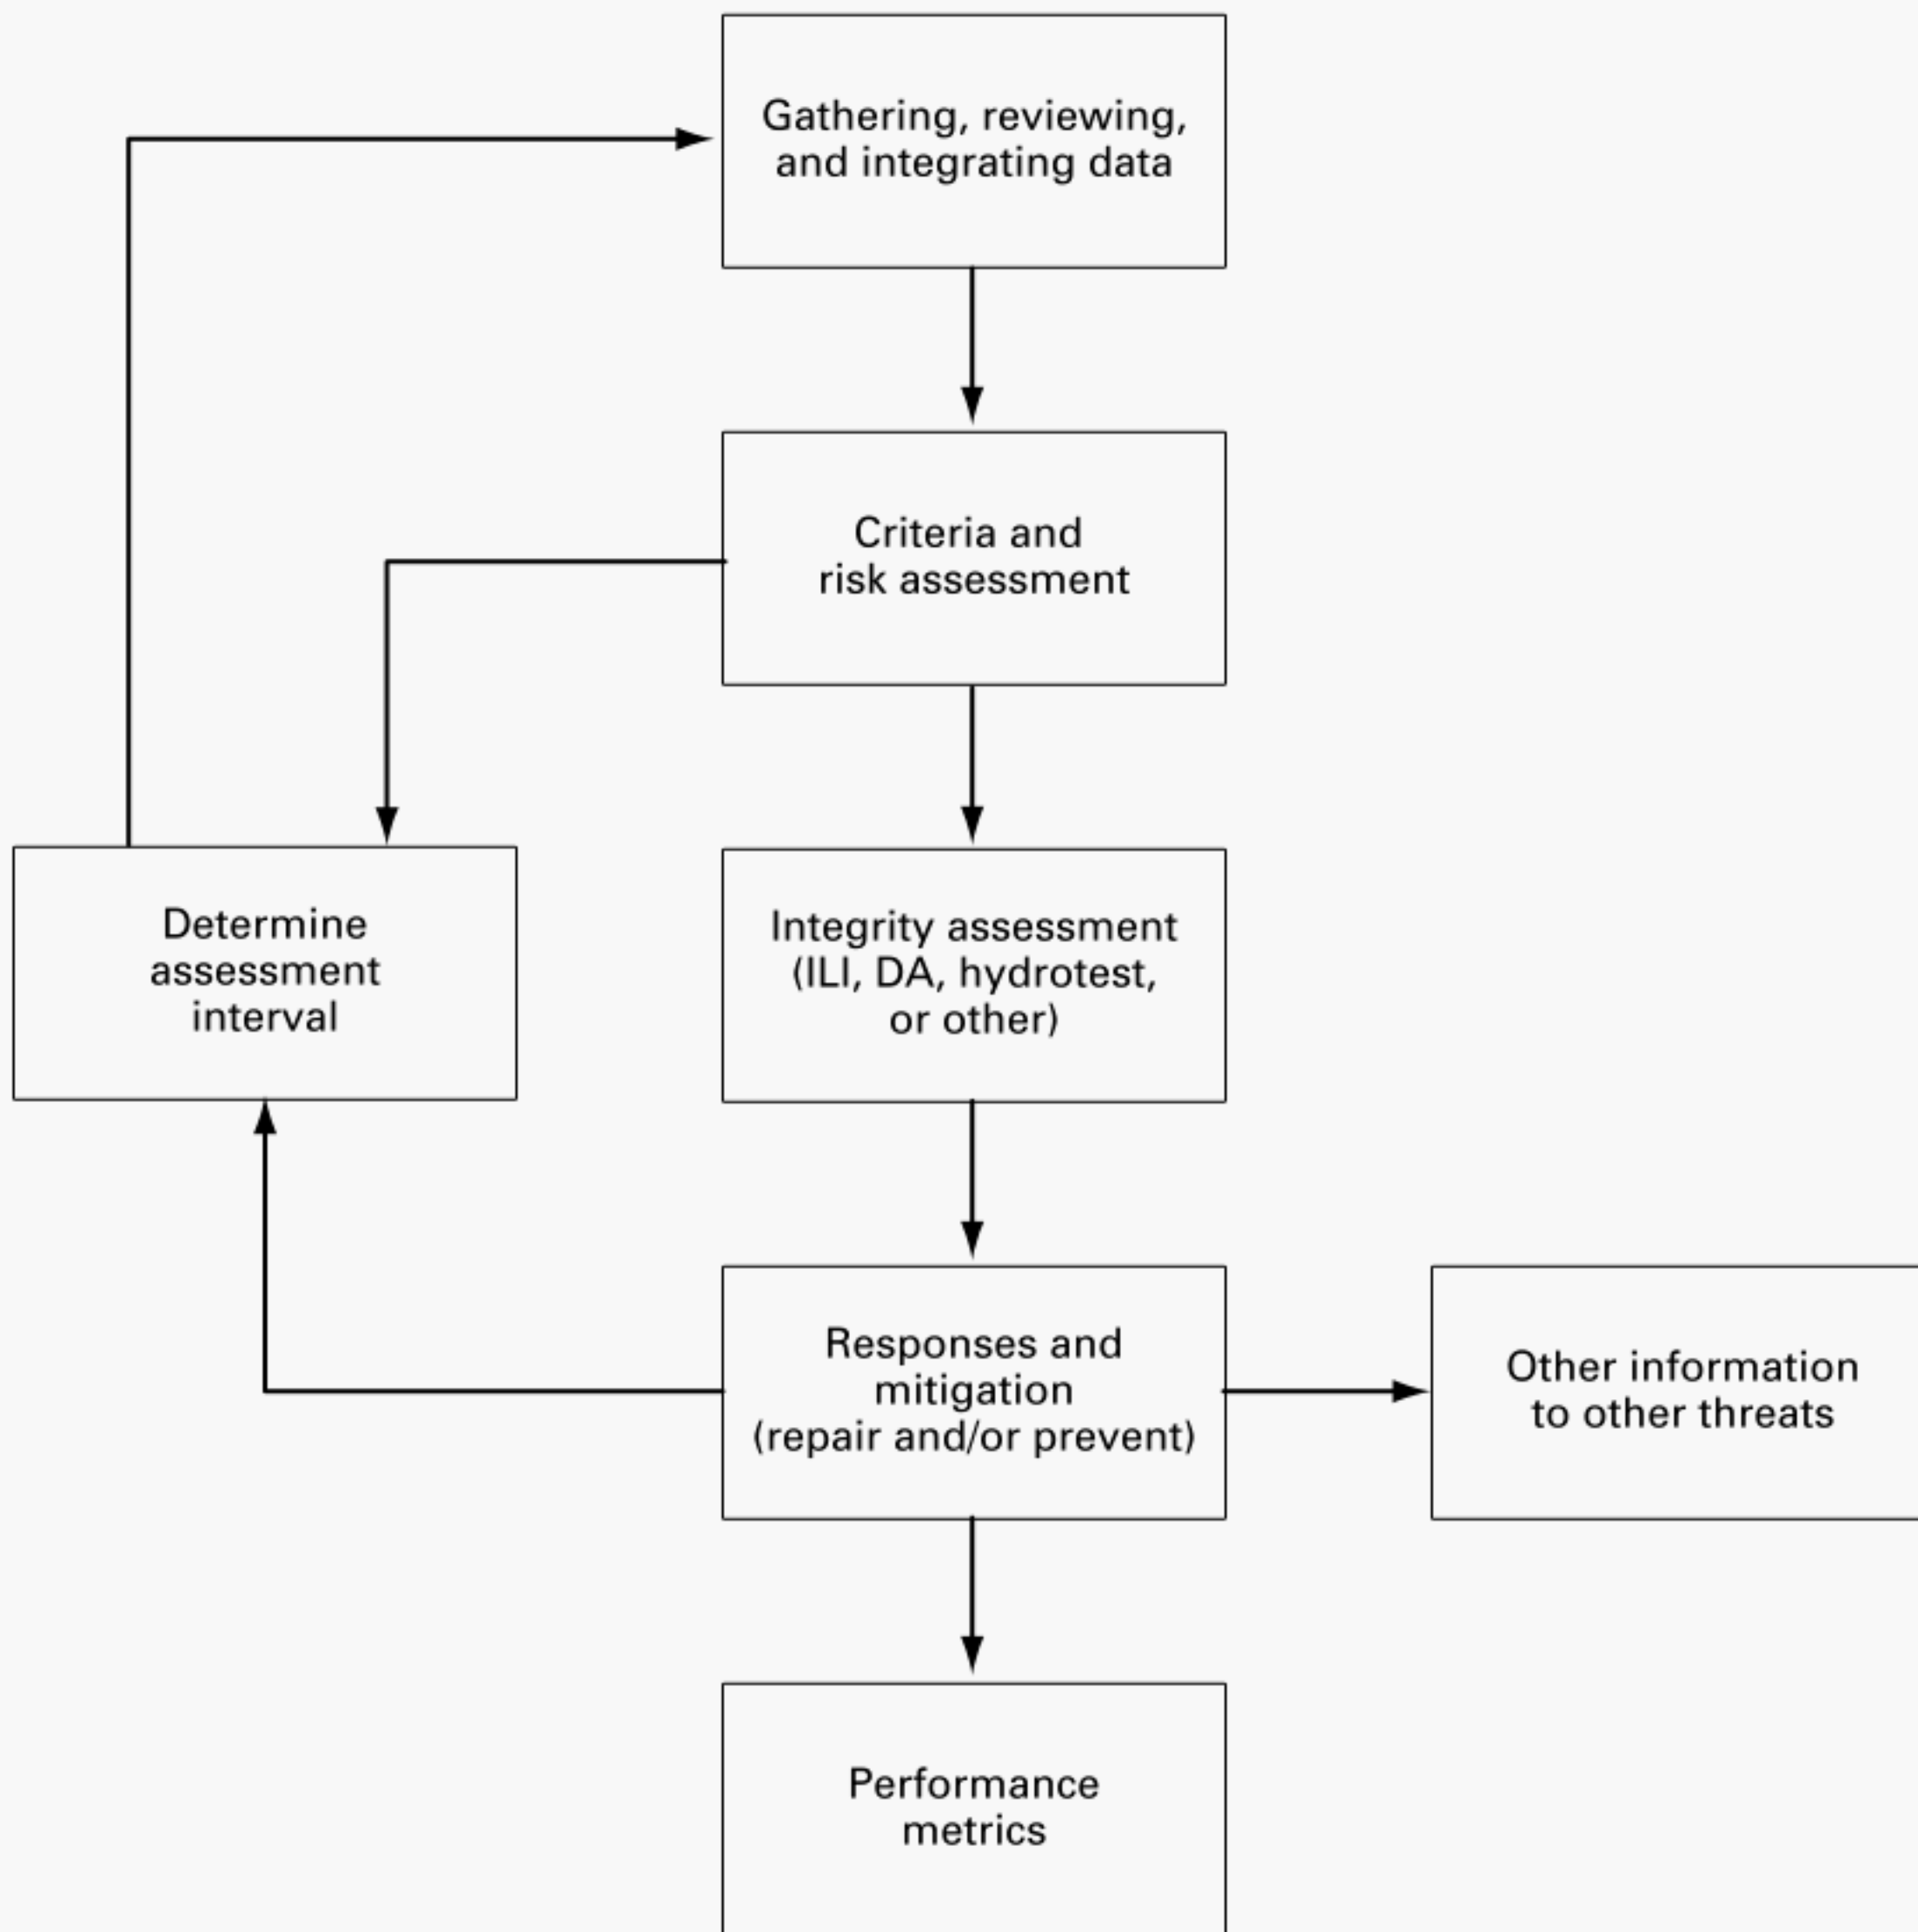 Gathering, reviewing,
and integrating data
Criteria and
risk assessment
Determine
assessment
interval
Integrity assessment
(ILI, DA, hydrotest,
or other)
Responses and
mitigation
(repair and/or prevent)
Other information
to other threats
Performance
metrics